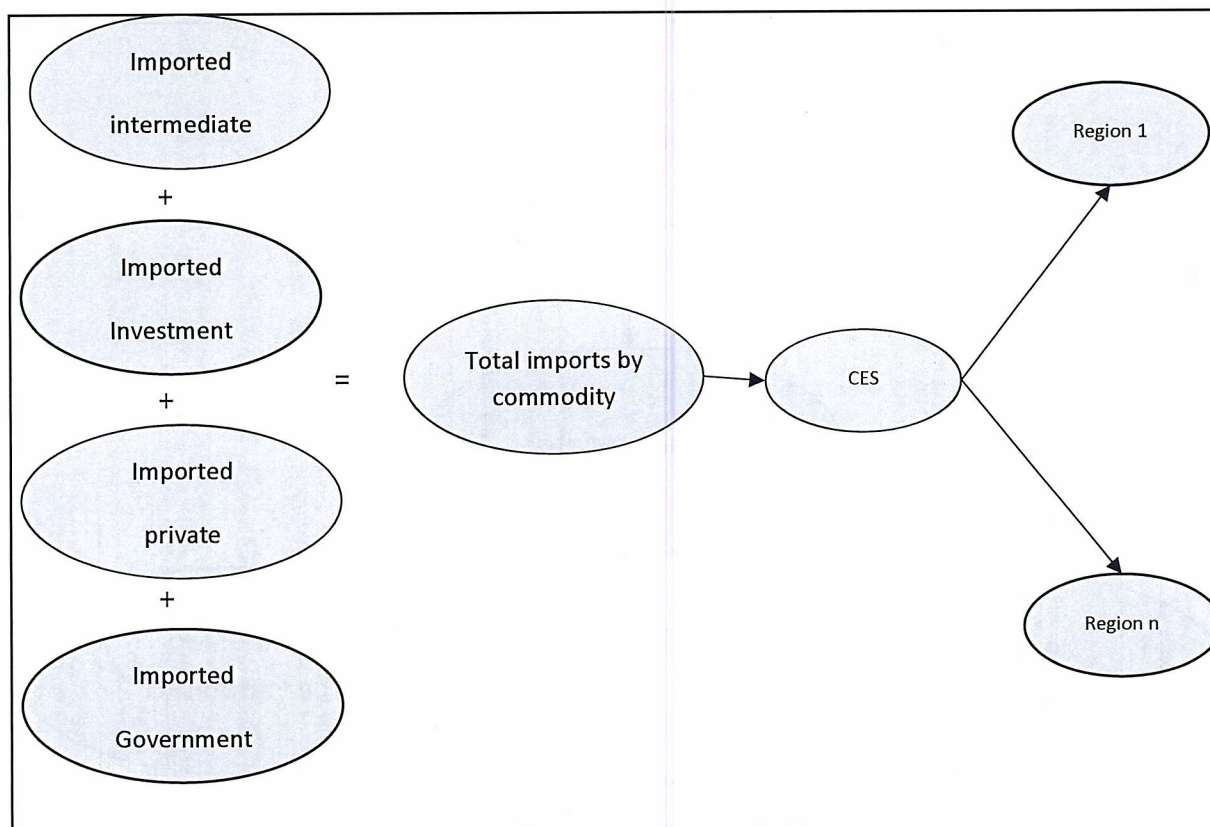 Imported
intermediate
+
Imported
Investment
+
Imported
private
+
Imported
Government
=
Total imports by
commodity
CES
Region 1
Region n